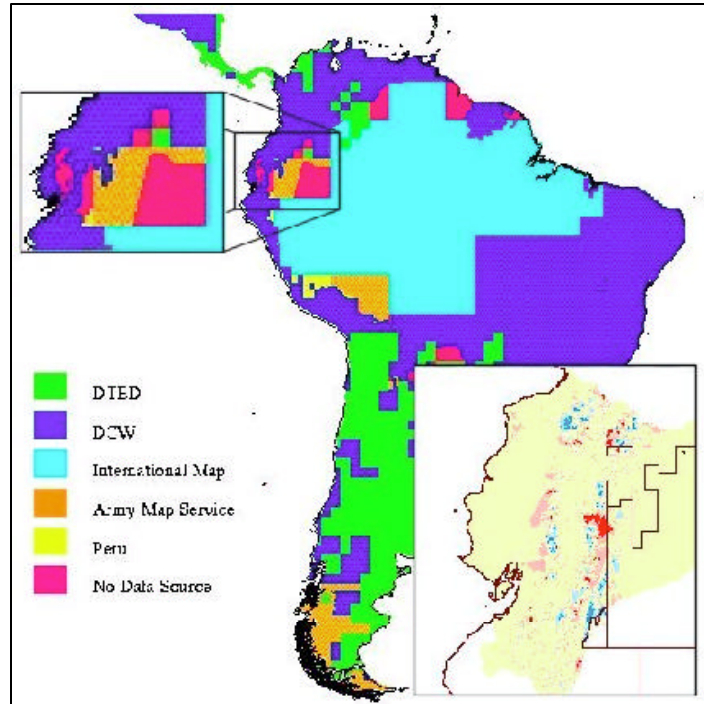 DTED
DCW
International Map
Army Map Service
Peru
No Data Source